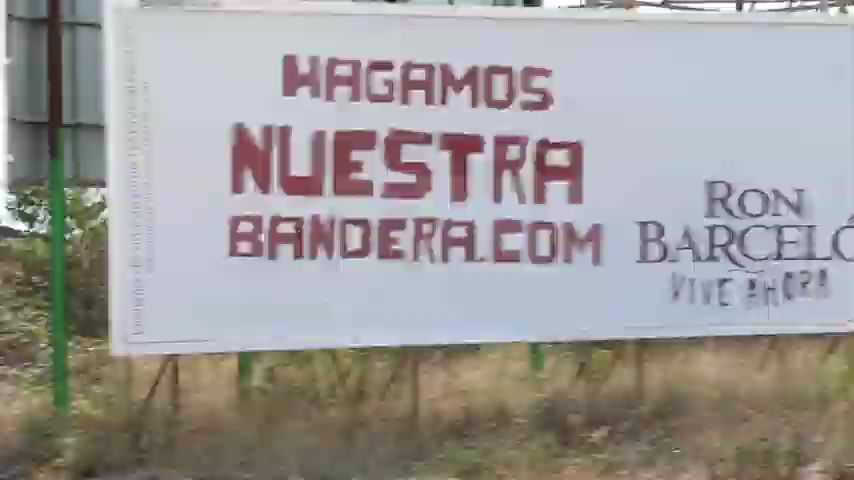 HAGAMOS
NUESTRA
BANDERA.COM
RON
BARCELÓ
VIVE AHORA